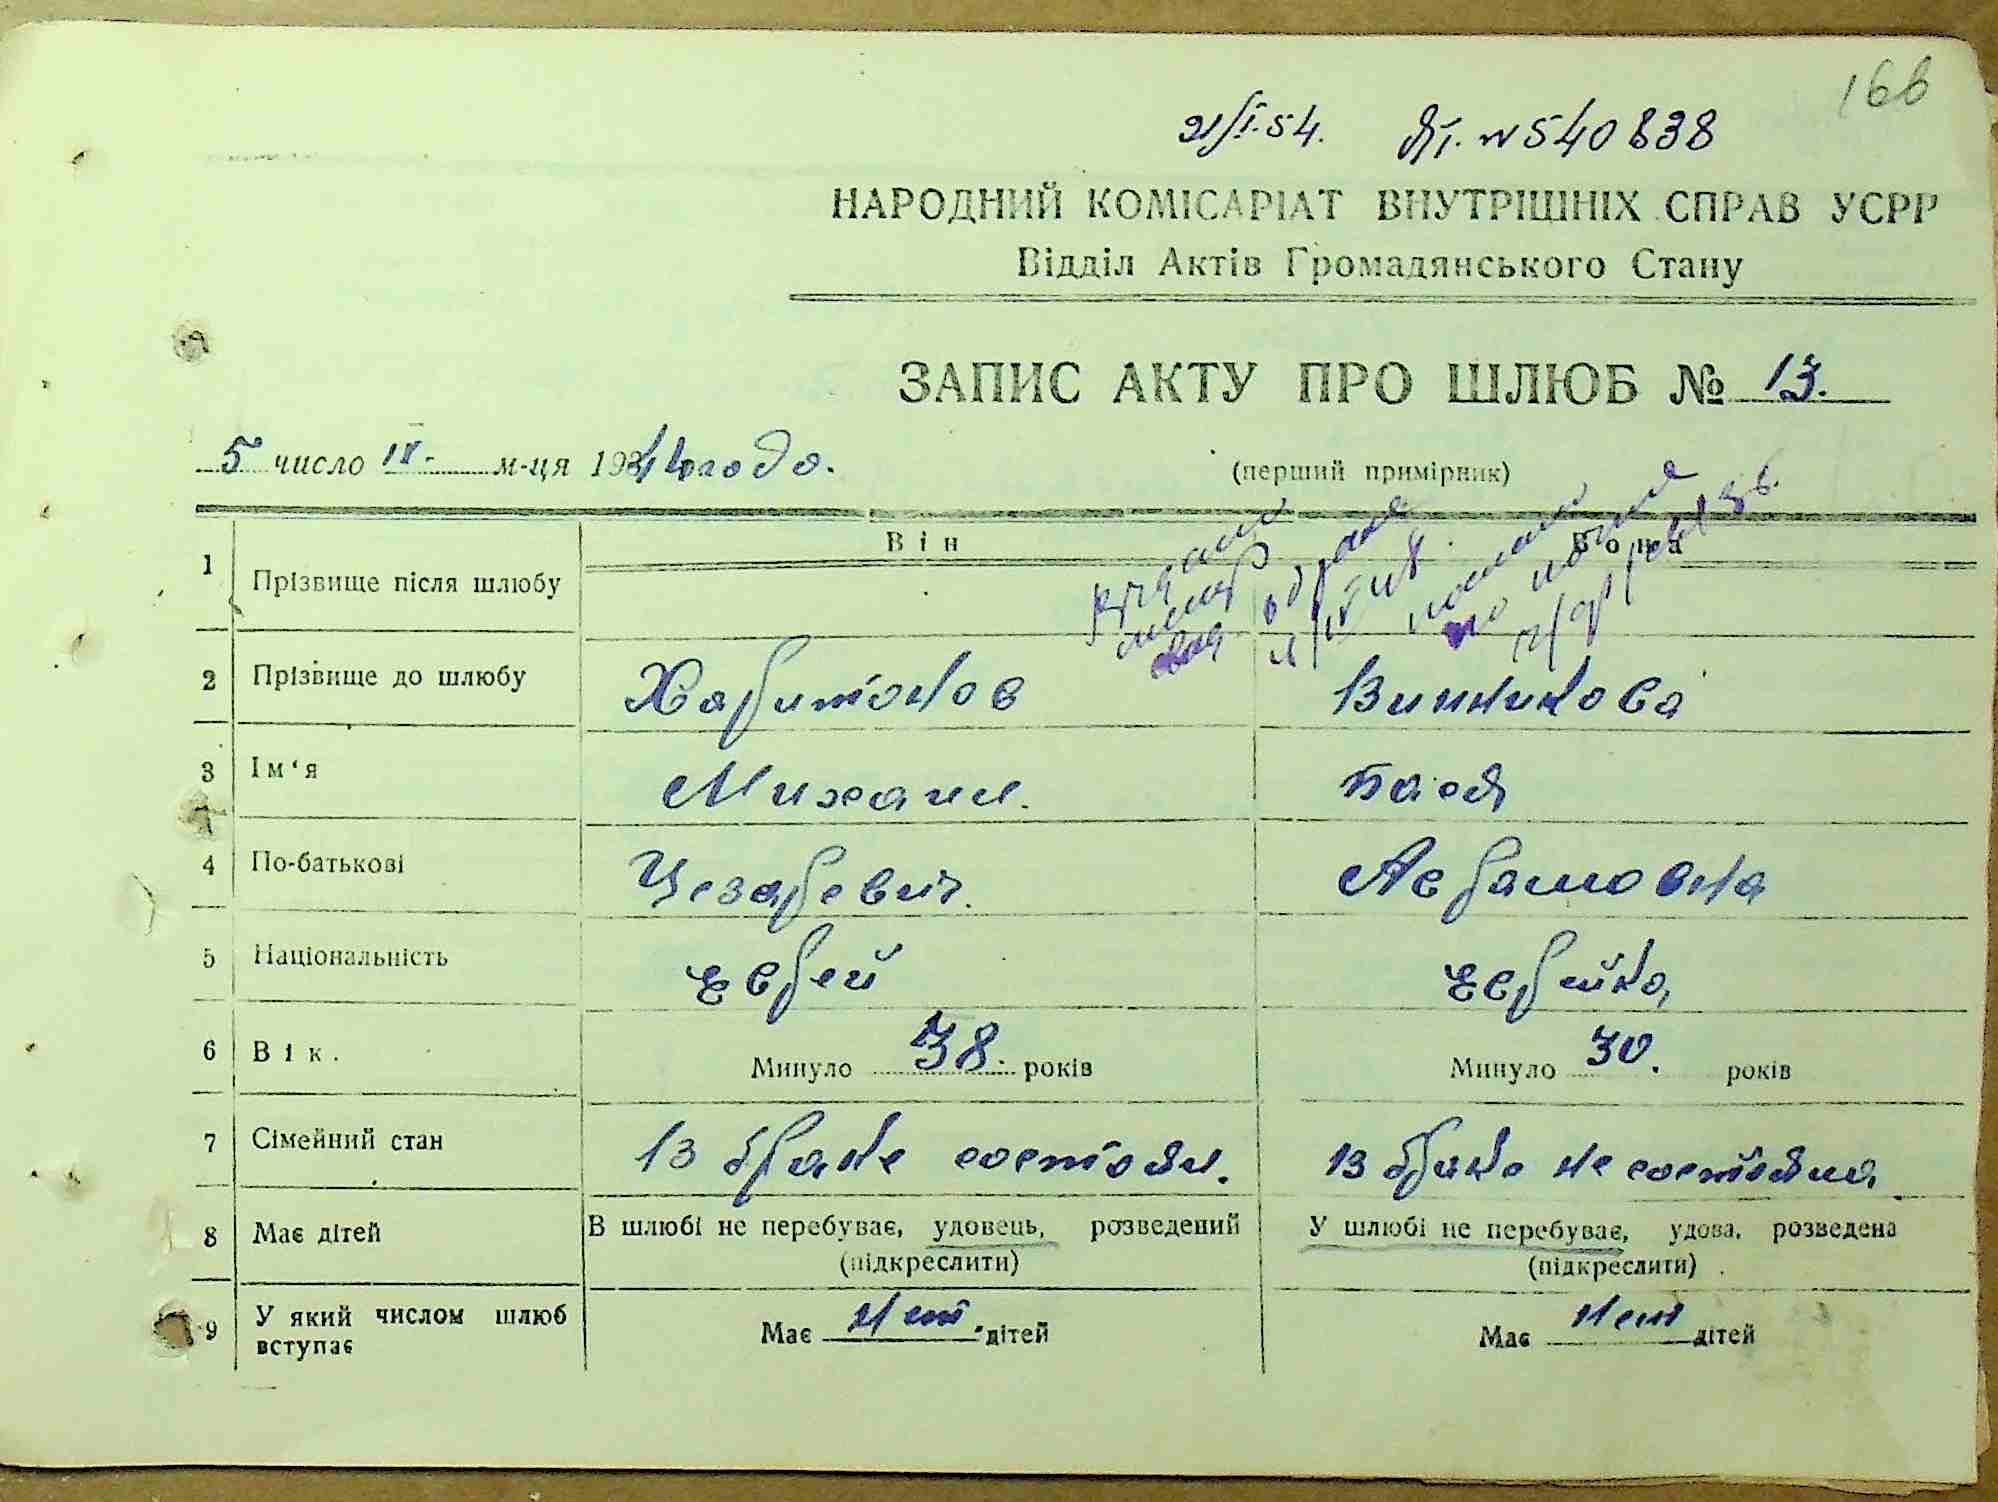 166
21/I.54. № 540838
НАРОДНИЙ КОМІСАРІАТ ВНУТРІШНІХ СПРАВ УСРР
Відділ Актів Громадянського Стану
ЗАПИС АКТУ ПРО ШЛЮБ № 13.
5 число IV. м-ця 1944 года.
(перший примірник)
Він Вона
1 Прізвище після шлюбу
2 Прізвище до шлюбу Харитонов Винникова
3 Ім‘я Михаил. Бася
4 По-батькові Цезаревич. Абрамовна
5 Національність еврей еврейка
6 Вік. Минуло 38. років Минуло 30. років
7 Сімейний стан В браке состоял. В браке не состояла
8 Має дітей В шлюбі не перебуває, удовець, розведений У шлюбі не перебуває, удова, розведена
(підкреслити) (підкреслити)
9 У який числом шлюб вступає Має нет. дітей Має нет дітей